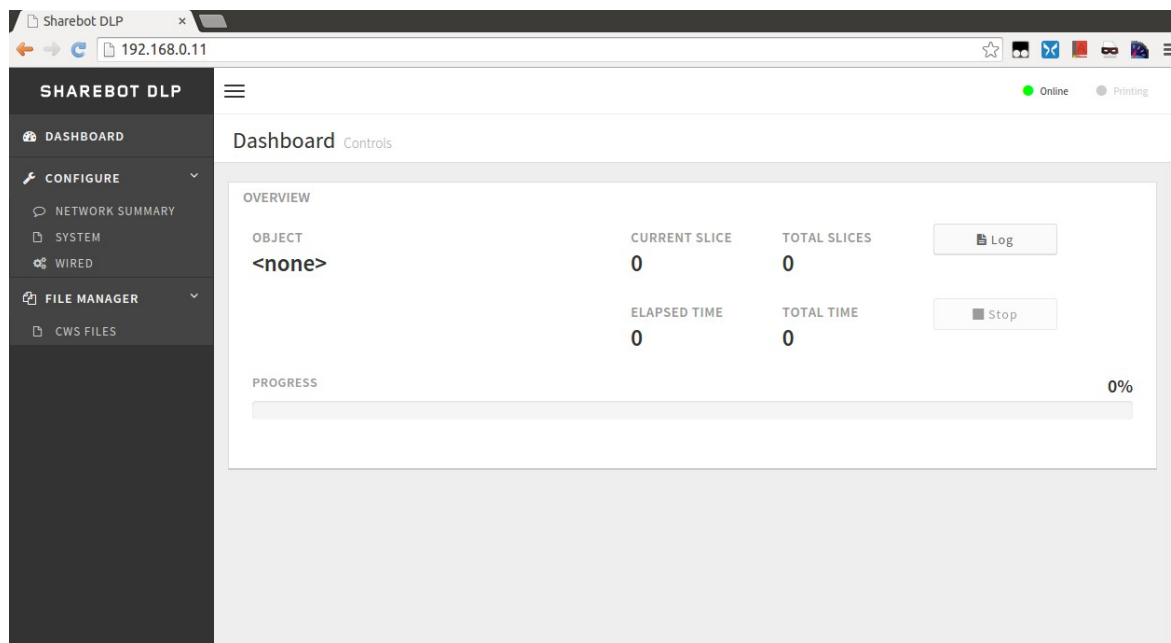 Sharebot DLP
192.168.0.11
SHAREBOT DLP
Online
Printing
DASHBOARD
CONFIGURE
NETWORK SUMMARY
SYSTEM
WIRED
FILE MANAGER
CWS FILES
Dashboard Controls
OVERVIEW
OBJECT
<none>
CURRENT SLICE
0
TOTAL SLICES
0
Log
ELAPSED TIME
0
TOTAL TIME
0
Stop
PROGRESS
0%